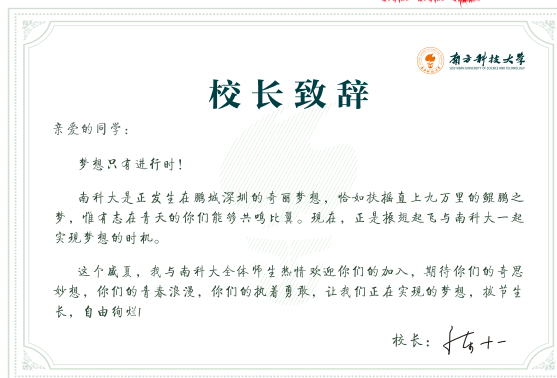 南方科技大学
SOUTHERN UNIVERSITY OF SCIENCE AND TECHNOLOGY
校长致辞
亲爱的同学：
梦想只有进行时！
南科大是正发生在鹏城深圳的奇丽梦想，恰如扶摇直上九万里的鲲鹏之
梦，惟有志在青天的你们能够共鸣比翼。现在，正是振翅起飞与南科大一起
实现梦想的时机。
这个盛夏，我与南科大全体师生热情欢迎你们的加入，期待你们的奇思
妙想，你们的青春浪漫，你们的执着勇敢，让我们正在实现的梦想，拔节生
长，自由绚烂！
校长：